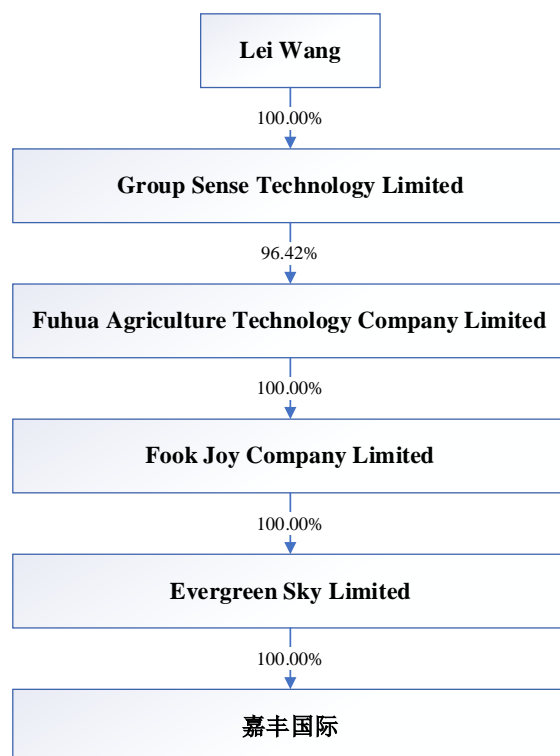 Lei Wang
100.00%
Group Sense Technology Limited
96.42%
Fuhua Agriculture Technology Company Limited
100.00%
Fook Joy Company Limited
100.00%
Evergreen Sky Limited
100.00%
嘉丰国际